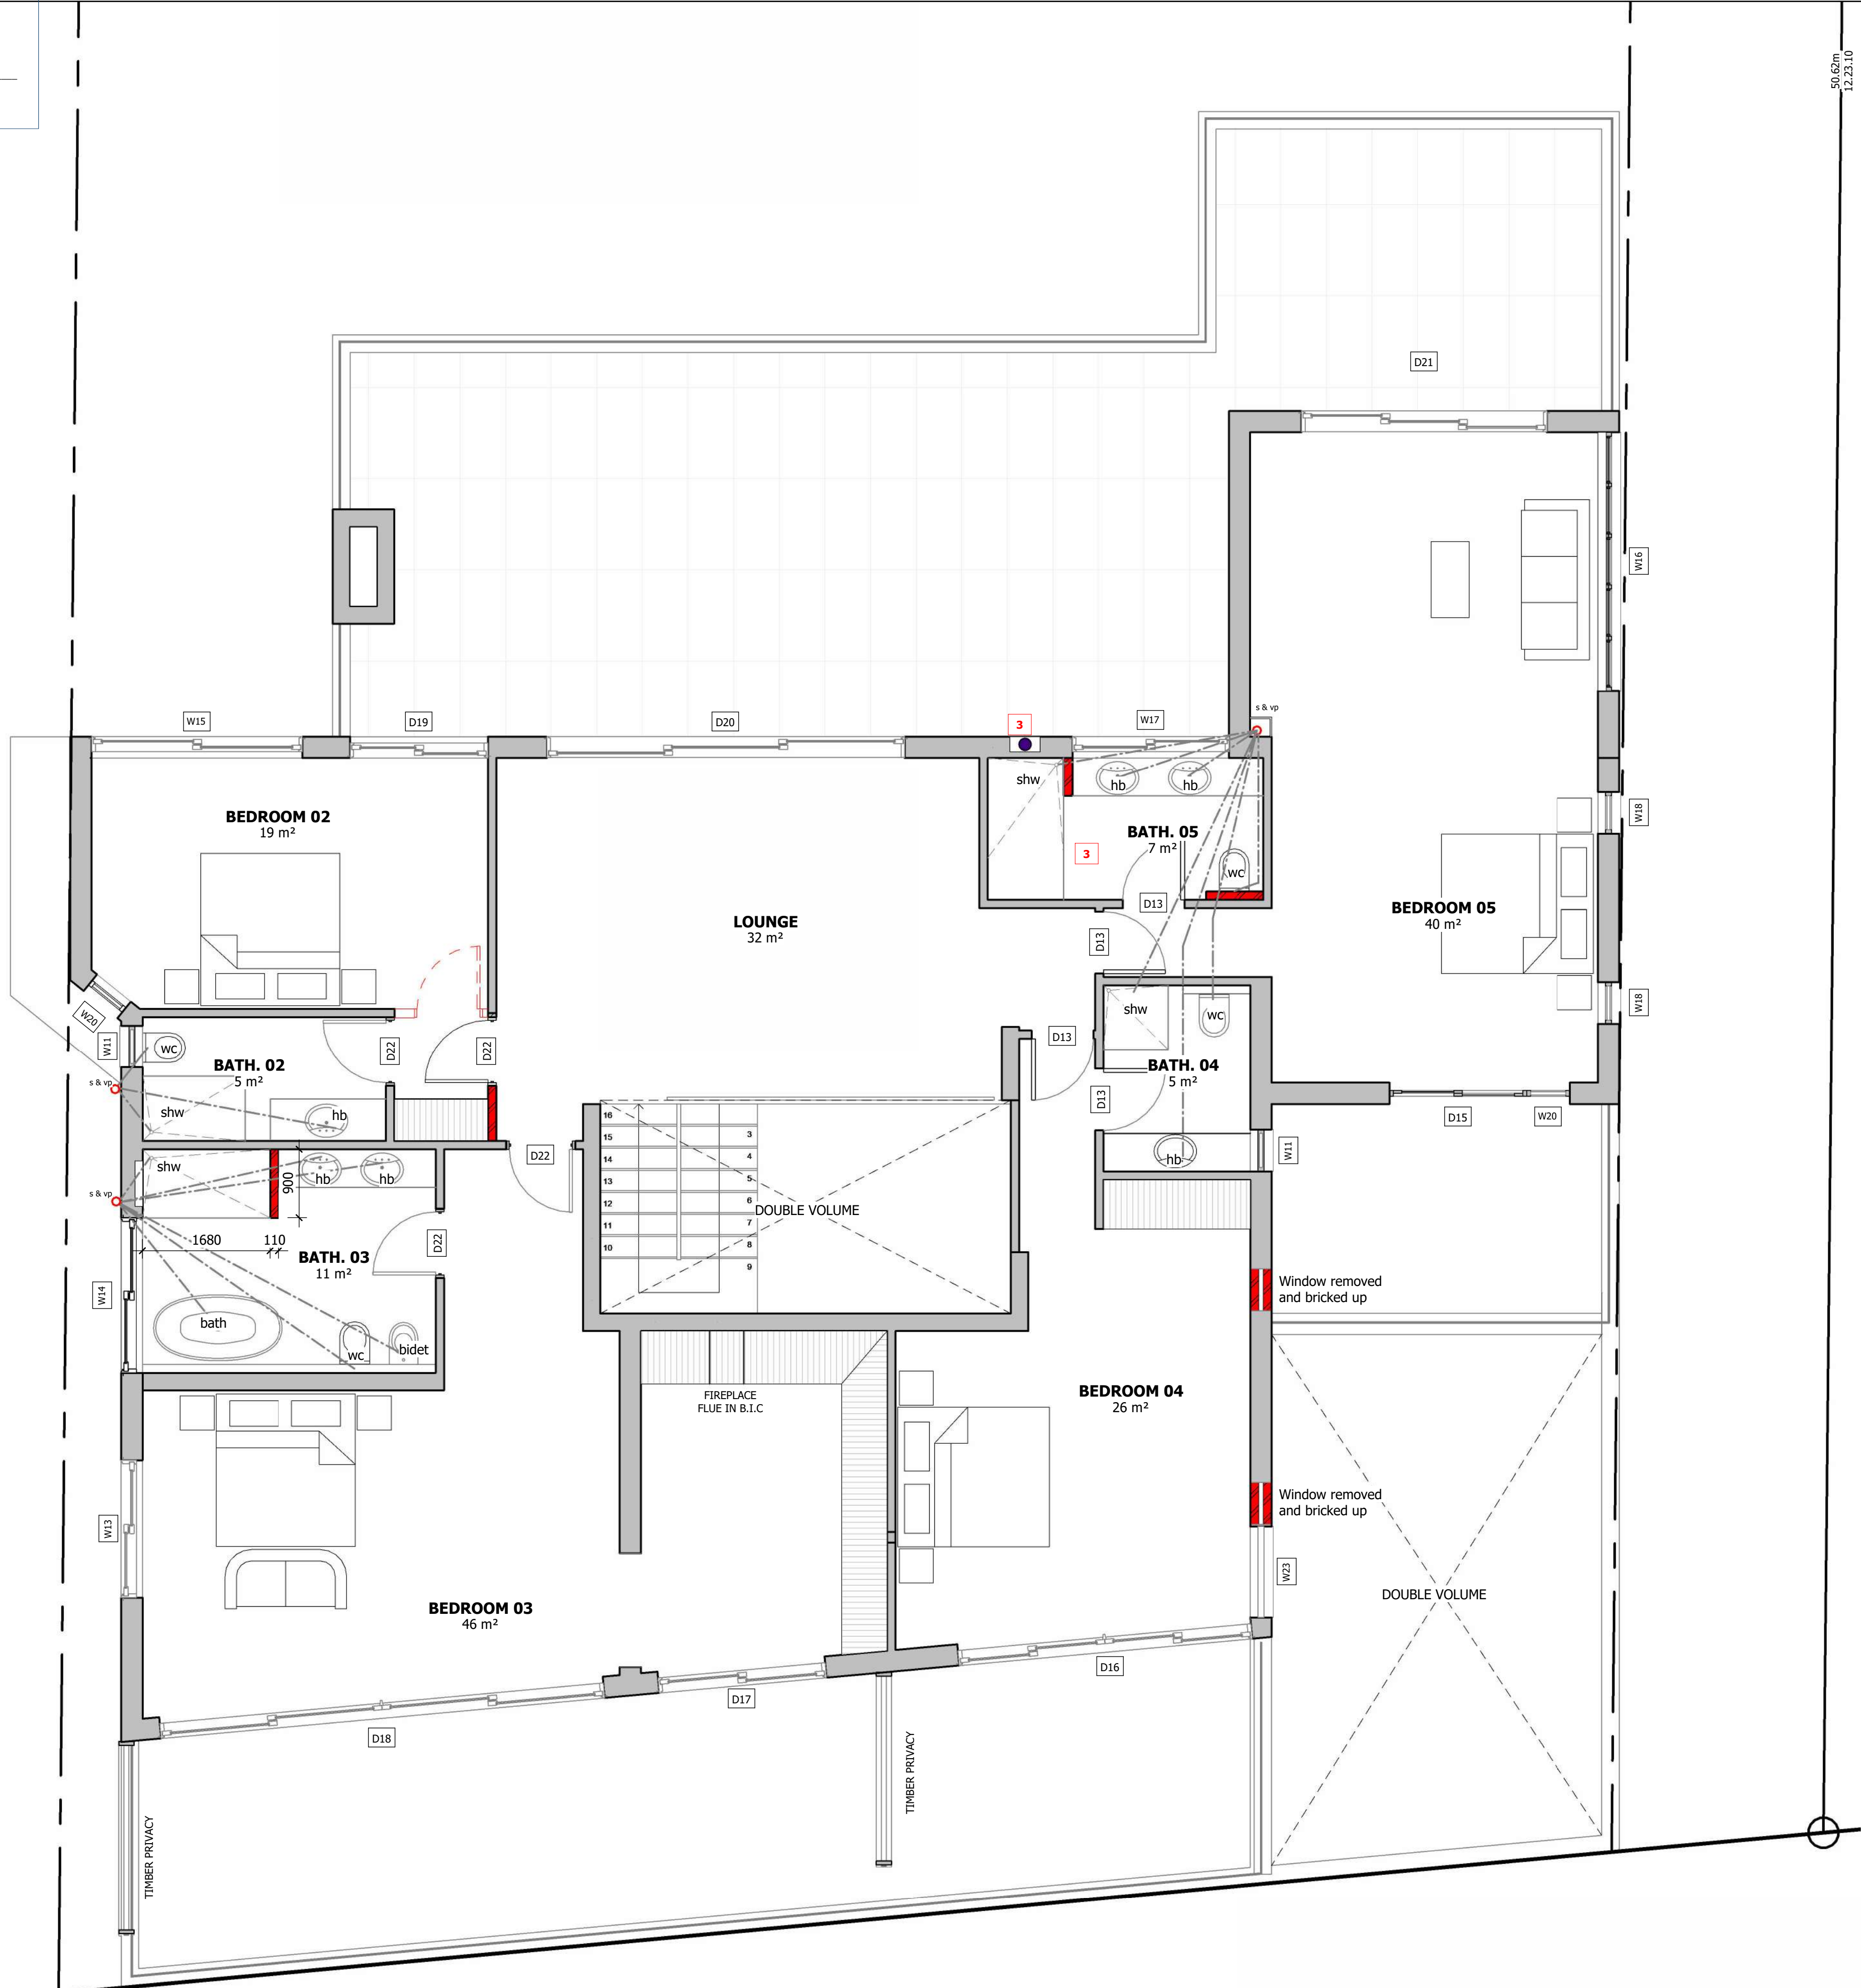 50.62m
12.23.10
D21
W16
W15
D19
D20
3
W17
s & vp
shw
hb
hb
BEDROOM 02
19 m²
W18
BATH. 05
7 m²
3
wc
D13
LOUNGE
32 m²
BEDROOM 05
40 m²
D13
W20
W11
wc
D22
D22
BATH. 02
5 m²
s & vp
shw
hb
shw
wc
W18
D13
BATH. 04
5 m²
D13
D15
W20
16
15
14
13
12
11
10
3
4
5
6
7
8
9
DOUBLE VOLUME
D22
hb
W11
shw
hb
hb
900
s & vp
1680
110
BATH. 03
11 m²
D22
W14
bath
wc
bidet
Window removed
and bricked up
FIREPLACE
FLUE IN B.I.C
BEDROOM 04
26 m²
Window removed
and bricked up
W13
W23
BEDROOM 03
46 m²
DOUBLE VOLUME
D16
D17
D18
TIMBER PRIVACY
TIMBER PRIVACY